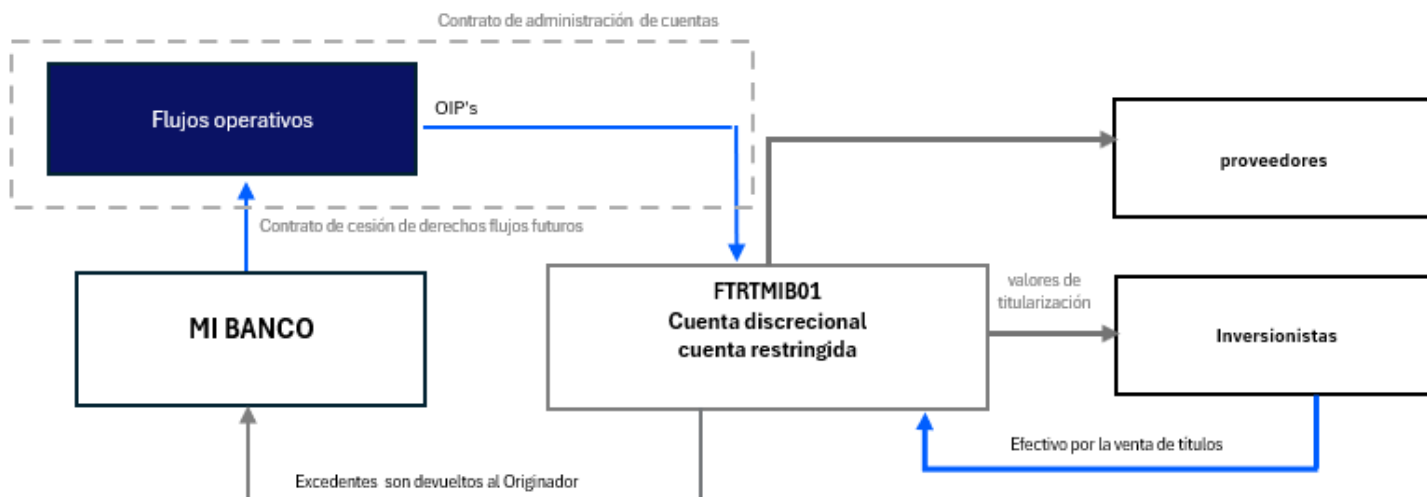 Contrato de administración de cuentas
Flujos operativos
OIP's
proveedores
Contrato de cesión de derechos flujos futuros
MI BANCO
FTRTMIB01
Cuenta discrecional
cuenta restringida
valores de
titularización
Inversionistas
Efectivo por la venta de títulos
Excedentes son devueltos al Originador